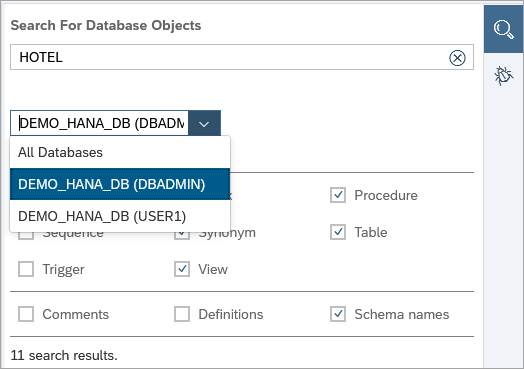 Search For Database Objects
HOTEL
DEMO_HANA_DB (DBADM
All Databases
DEMO_HANA_DB (DBADMIN)
DEMO_HANA_DB (USER1)
Procedure
Sequence Synonym Table
Trigger View
Comments Definitions Schema names
11 search results.